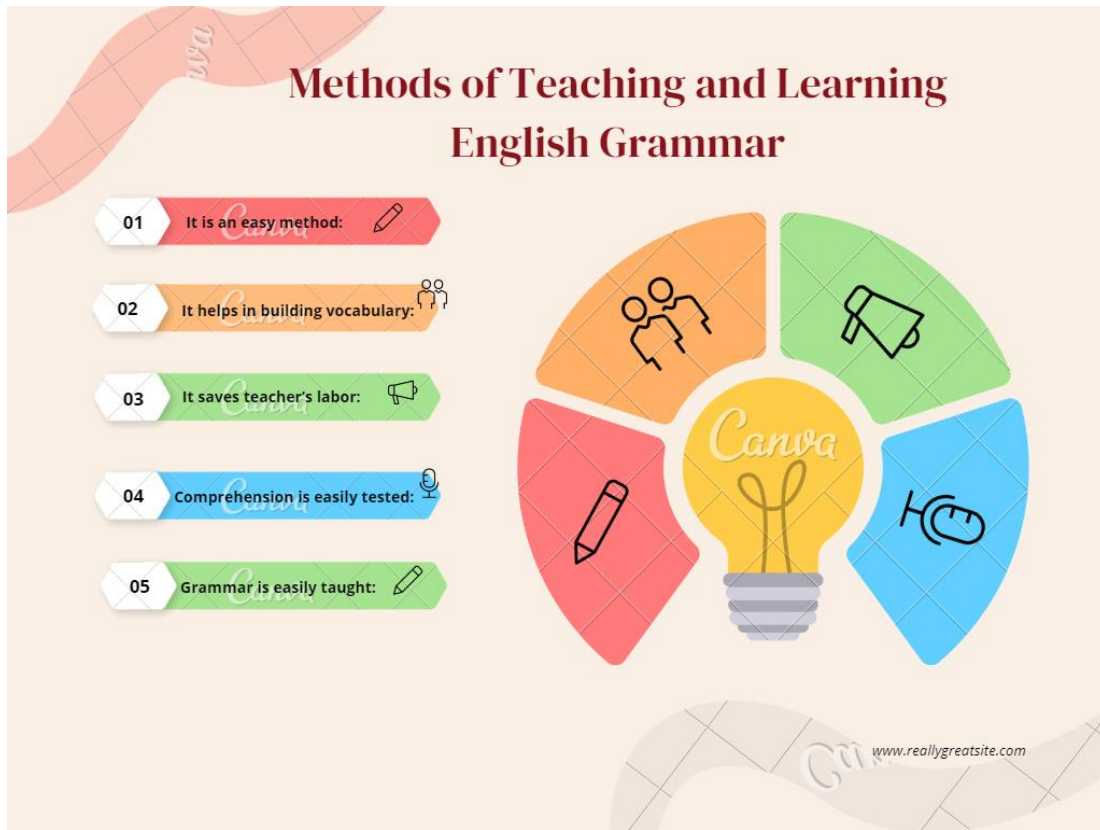 Methods of Teaching and Learning
English Grammar
01 It is an easy method:
02 It helps in building vocabulary:
03 It saves teacher's labor:
04 Comprehension is easily tested:
05 Grammar is easily taught:
Canva
www.reallygreatsite.com